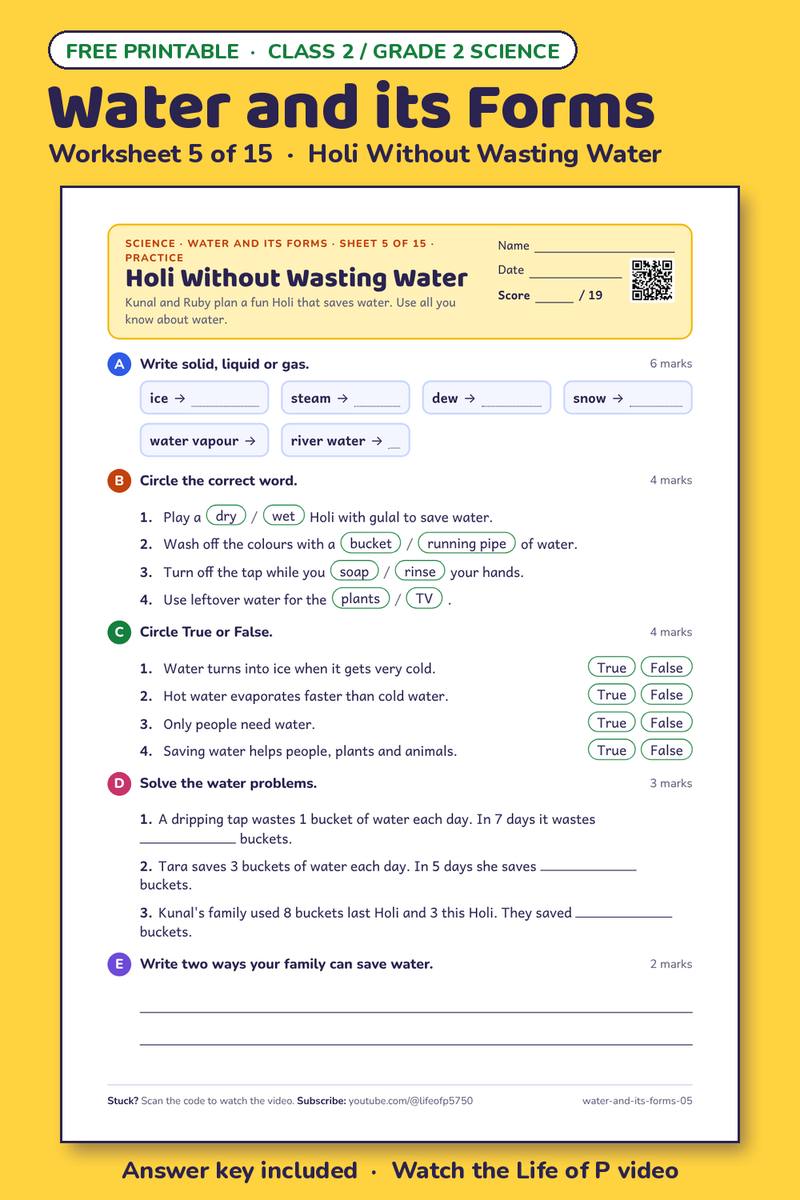 FREE PRINTABLE · CLASS 2 / GRADE 2 SCIENCE
Water and its Forms
Worksheet 5 of 15 · Holi Without Wasting Water
SCIENCE · WATER AND ITS FORMS · SHEET 5 OF 15 ·
PRACTICE
Holi Without Wasting Water
Kunal and Ruby plan a fun Holi that saves water. Use all you
know about water.
Name ______
Date ______
Score ______ / 19
A Write solid, liquid or gas. 6 marks
ice → ______ steam → ______ dew → ______ snow → ______
water vapour → river water → __
B Circle the correct word. 4 marks
1. Play a dry / wet Holi with gulal to save water.
2. Wash off the colours with a bucket / running pipe of water.
3. Turn off the tap while you soap / rinse your hands.
4. Use leftover water for the plants / TV .
C Circle True or False. 4 marks
1. Water turns into ice when it gets very cold. True False
2. Hot water evaporates faster than cold water. True False
3. Only people need water. True False
4. Saving water helps people, plants and animals. True False
D Solve the water problems. 3 marks
1. A dripping tap wastes 1 bucket of water each day. In 7 days it wastes
______ buckets.
2. Tara saves 3 buckets of water each day. In 5 days she saves ______
buckets.
3. Kunal's family used 8 buckets last Holi and 3 this Holi. They saved ______
buckets.
E Write two ways your family can save water. 2 marks
Stuck? Scan the code to watch the video. Subscribe: youtube.com/@lifeofp5750 water-and-its-forms-05
Answer key included · Watch the Life of P video